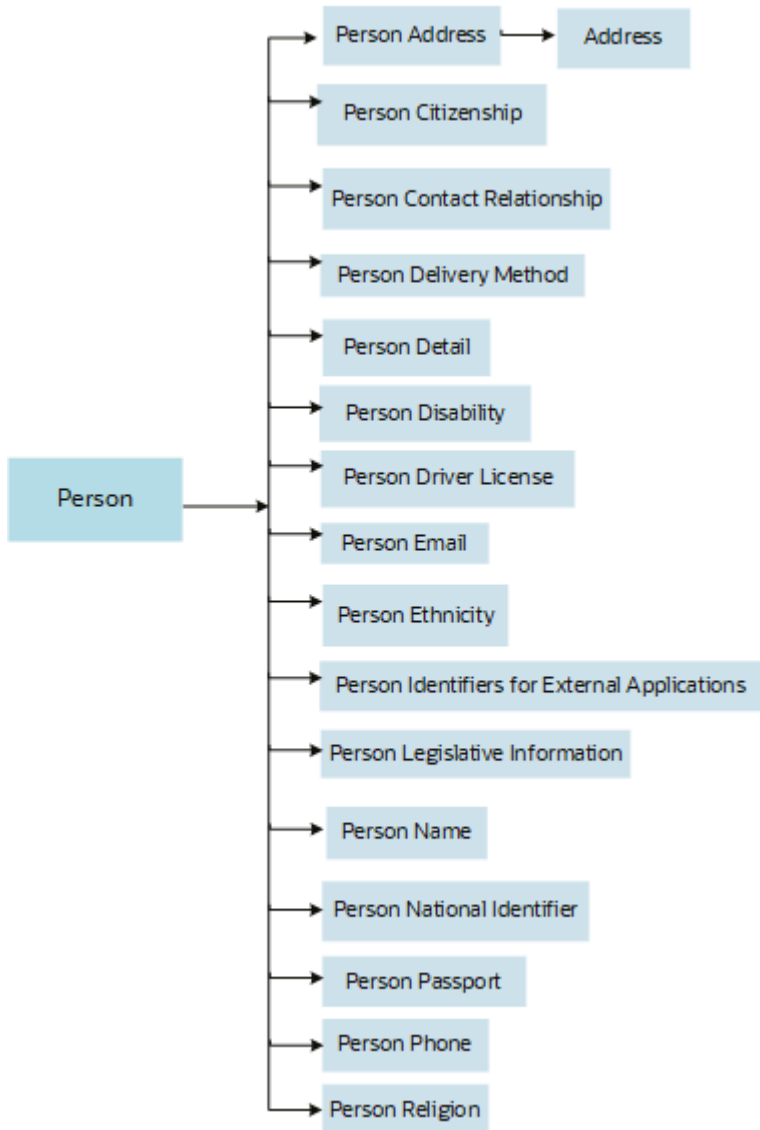 Person Address
Address
Person Citizenship
Person Contact Relationship
Person Delivery Method
Person Detail
Person Disability
Person Driver License
Person
Person Email
Person Ethnicity
Person Identifiers for External Applications
Person Legislative Information
Person Name
Person National Identifier
Person Passport
Person Phone
Person Religion